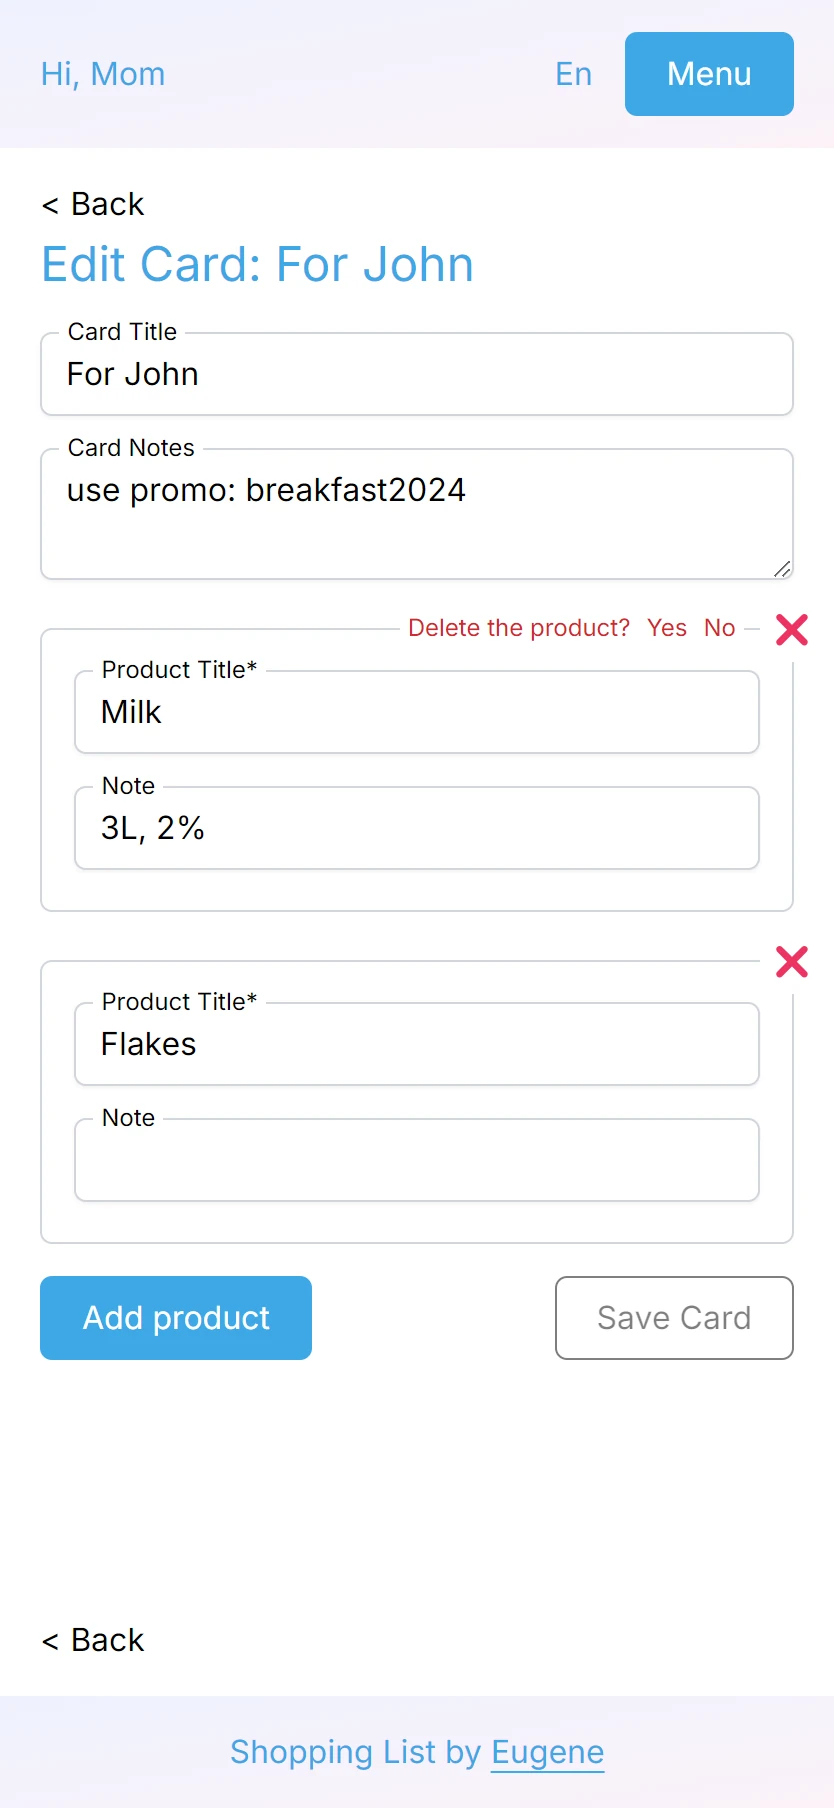 Hi, Mom
En
Menu
< Back
Edit Card: For John
Card Title
For John
Card Notes
use promo: breakfast2024
Delete the product? Yes No
Product Title*
Milk
Note
3L, 2%
Product Title*
Flakes
Note
Add product
Save Card
< Back
Shopping List by Eugene